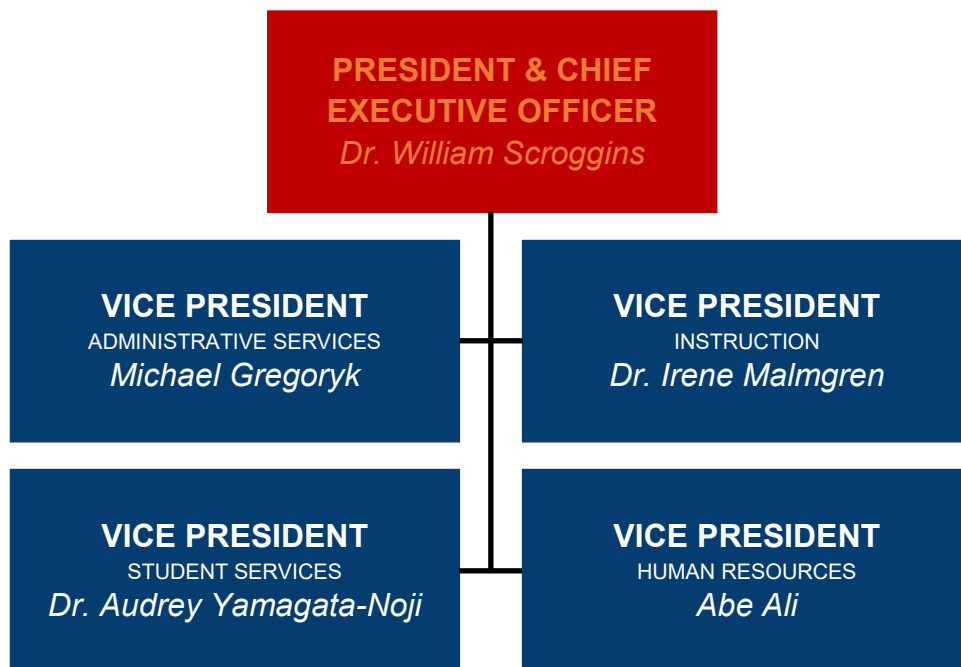 PRESIDENT & CHIEF
EXECUTIVE OFFICER
Dr. William Scroggins
VICE PRESIDENT
ADMINISTRATIVE SERVICES
Michael Gregoryk
VICE PRESIDENT
INSTRUCTION
Dr. Irene Malmgren
VICE PRESIDENT
STUDENT SERVICES
Dr. Audrey Yamagata-Noji
VICE PRESIDENT
HUMAN RESOURCES
Abe Ali